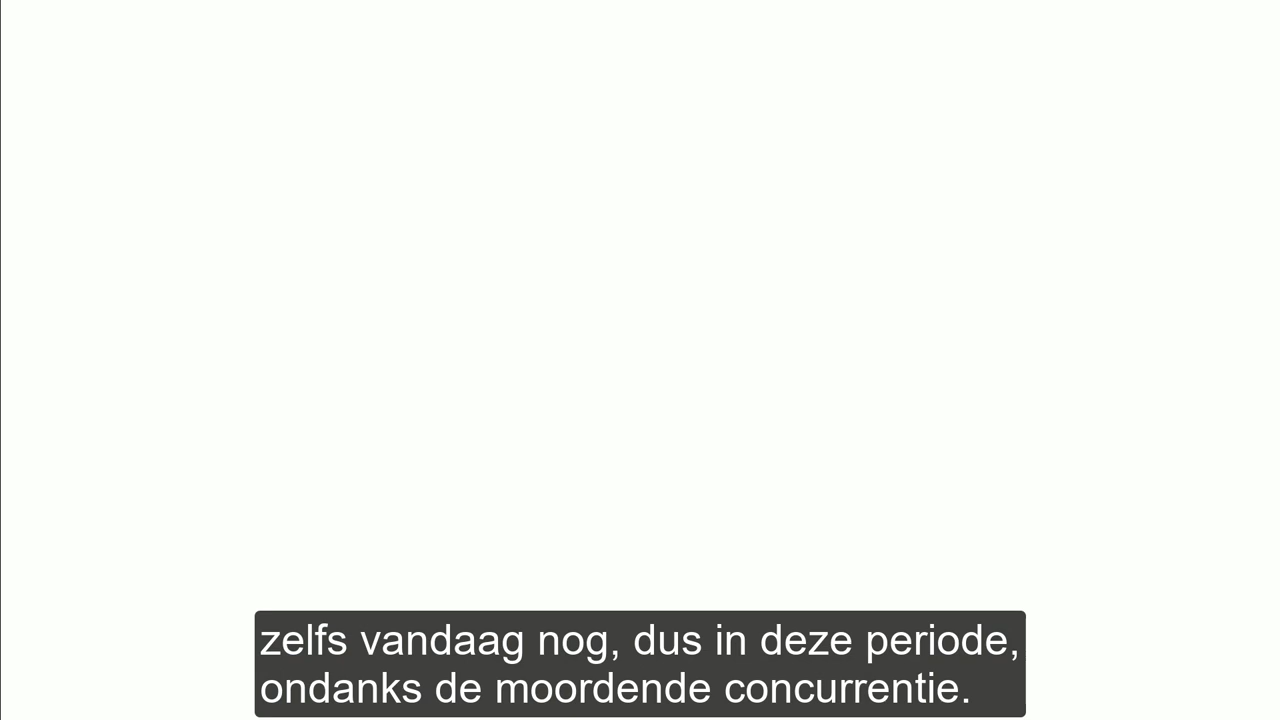 zelfs vandaag nog, dus in deze periode,
ondanks de moordende concurrentie.